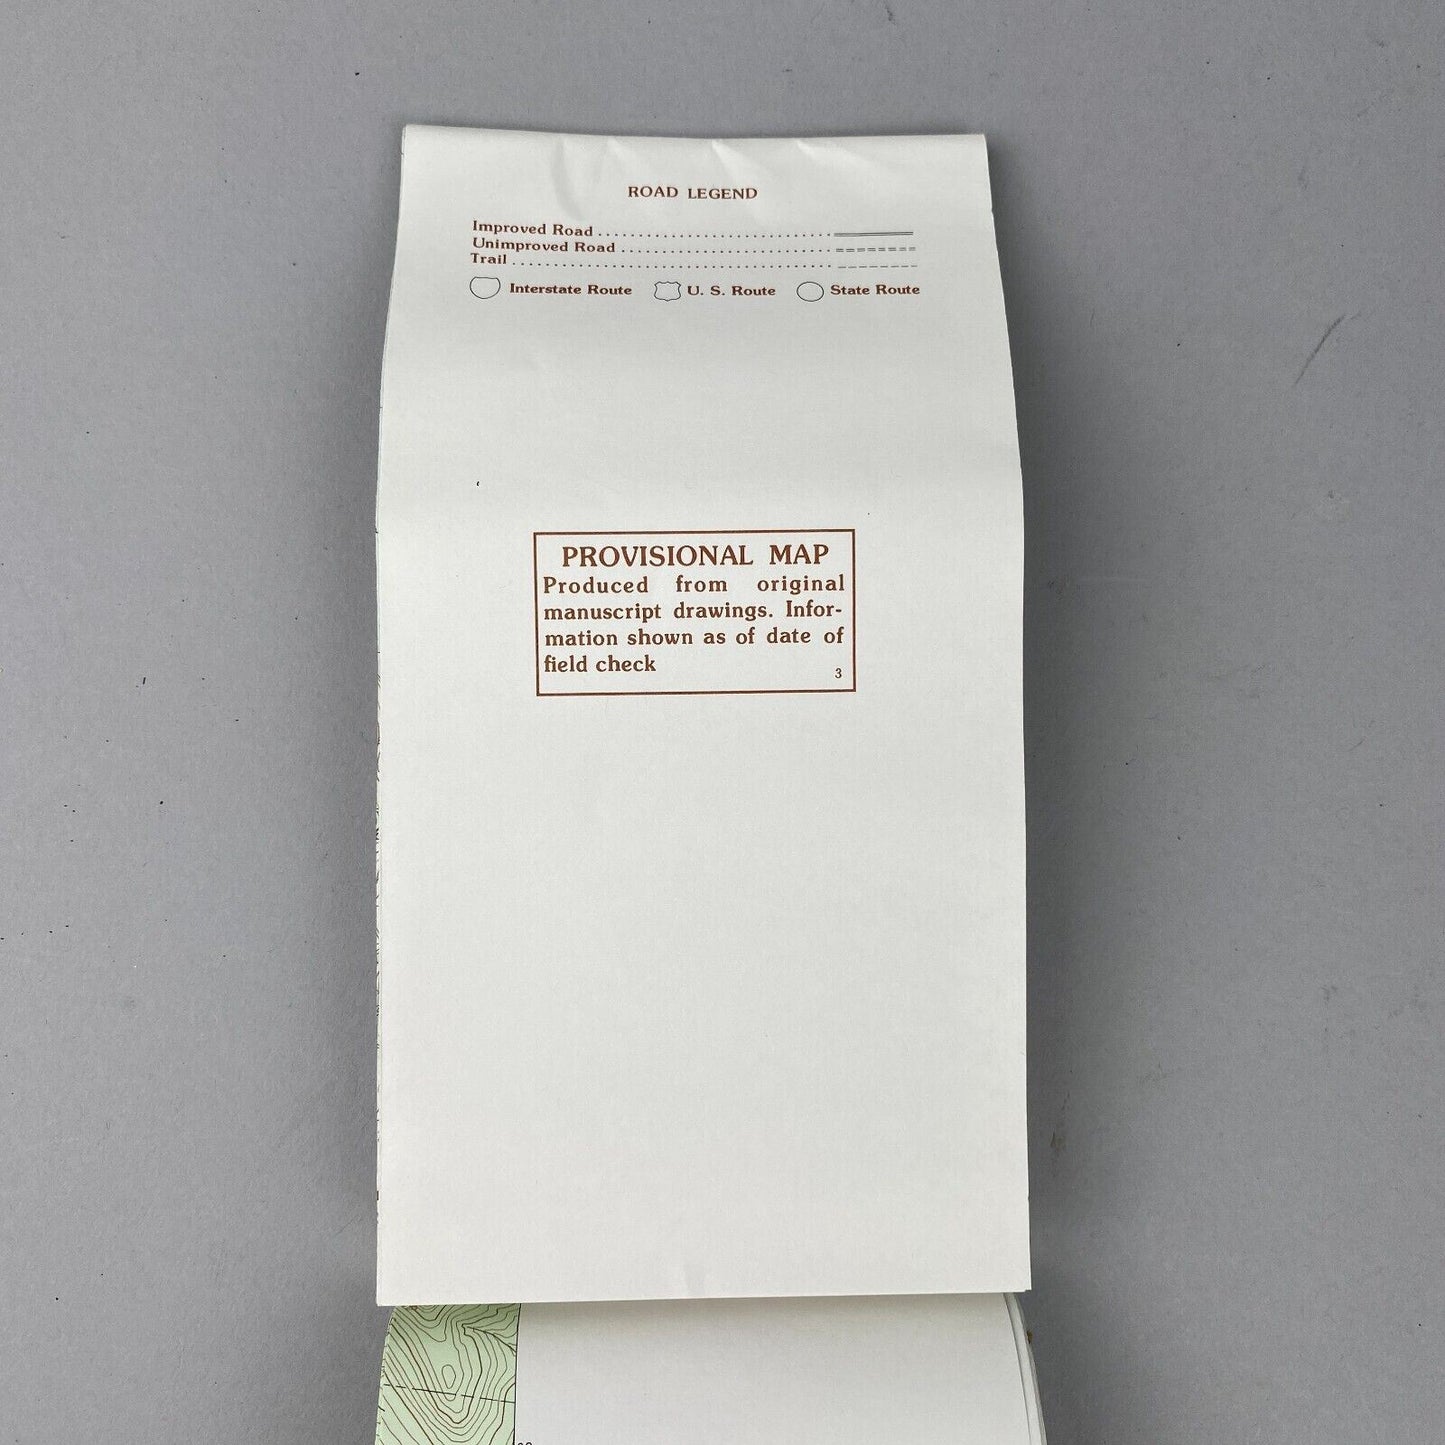 ROAD LEGEND
Improved Road
Unimproved Road
Trail
Interstate Route U. S. Route State Route
PROVISIONAL MAP
Produced from original
manuscript drawings. Infor-
mation shown as of date of
field check
3